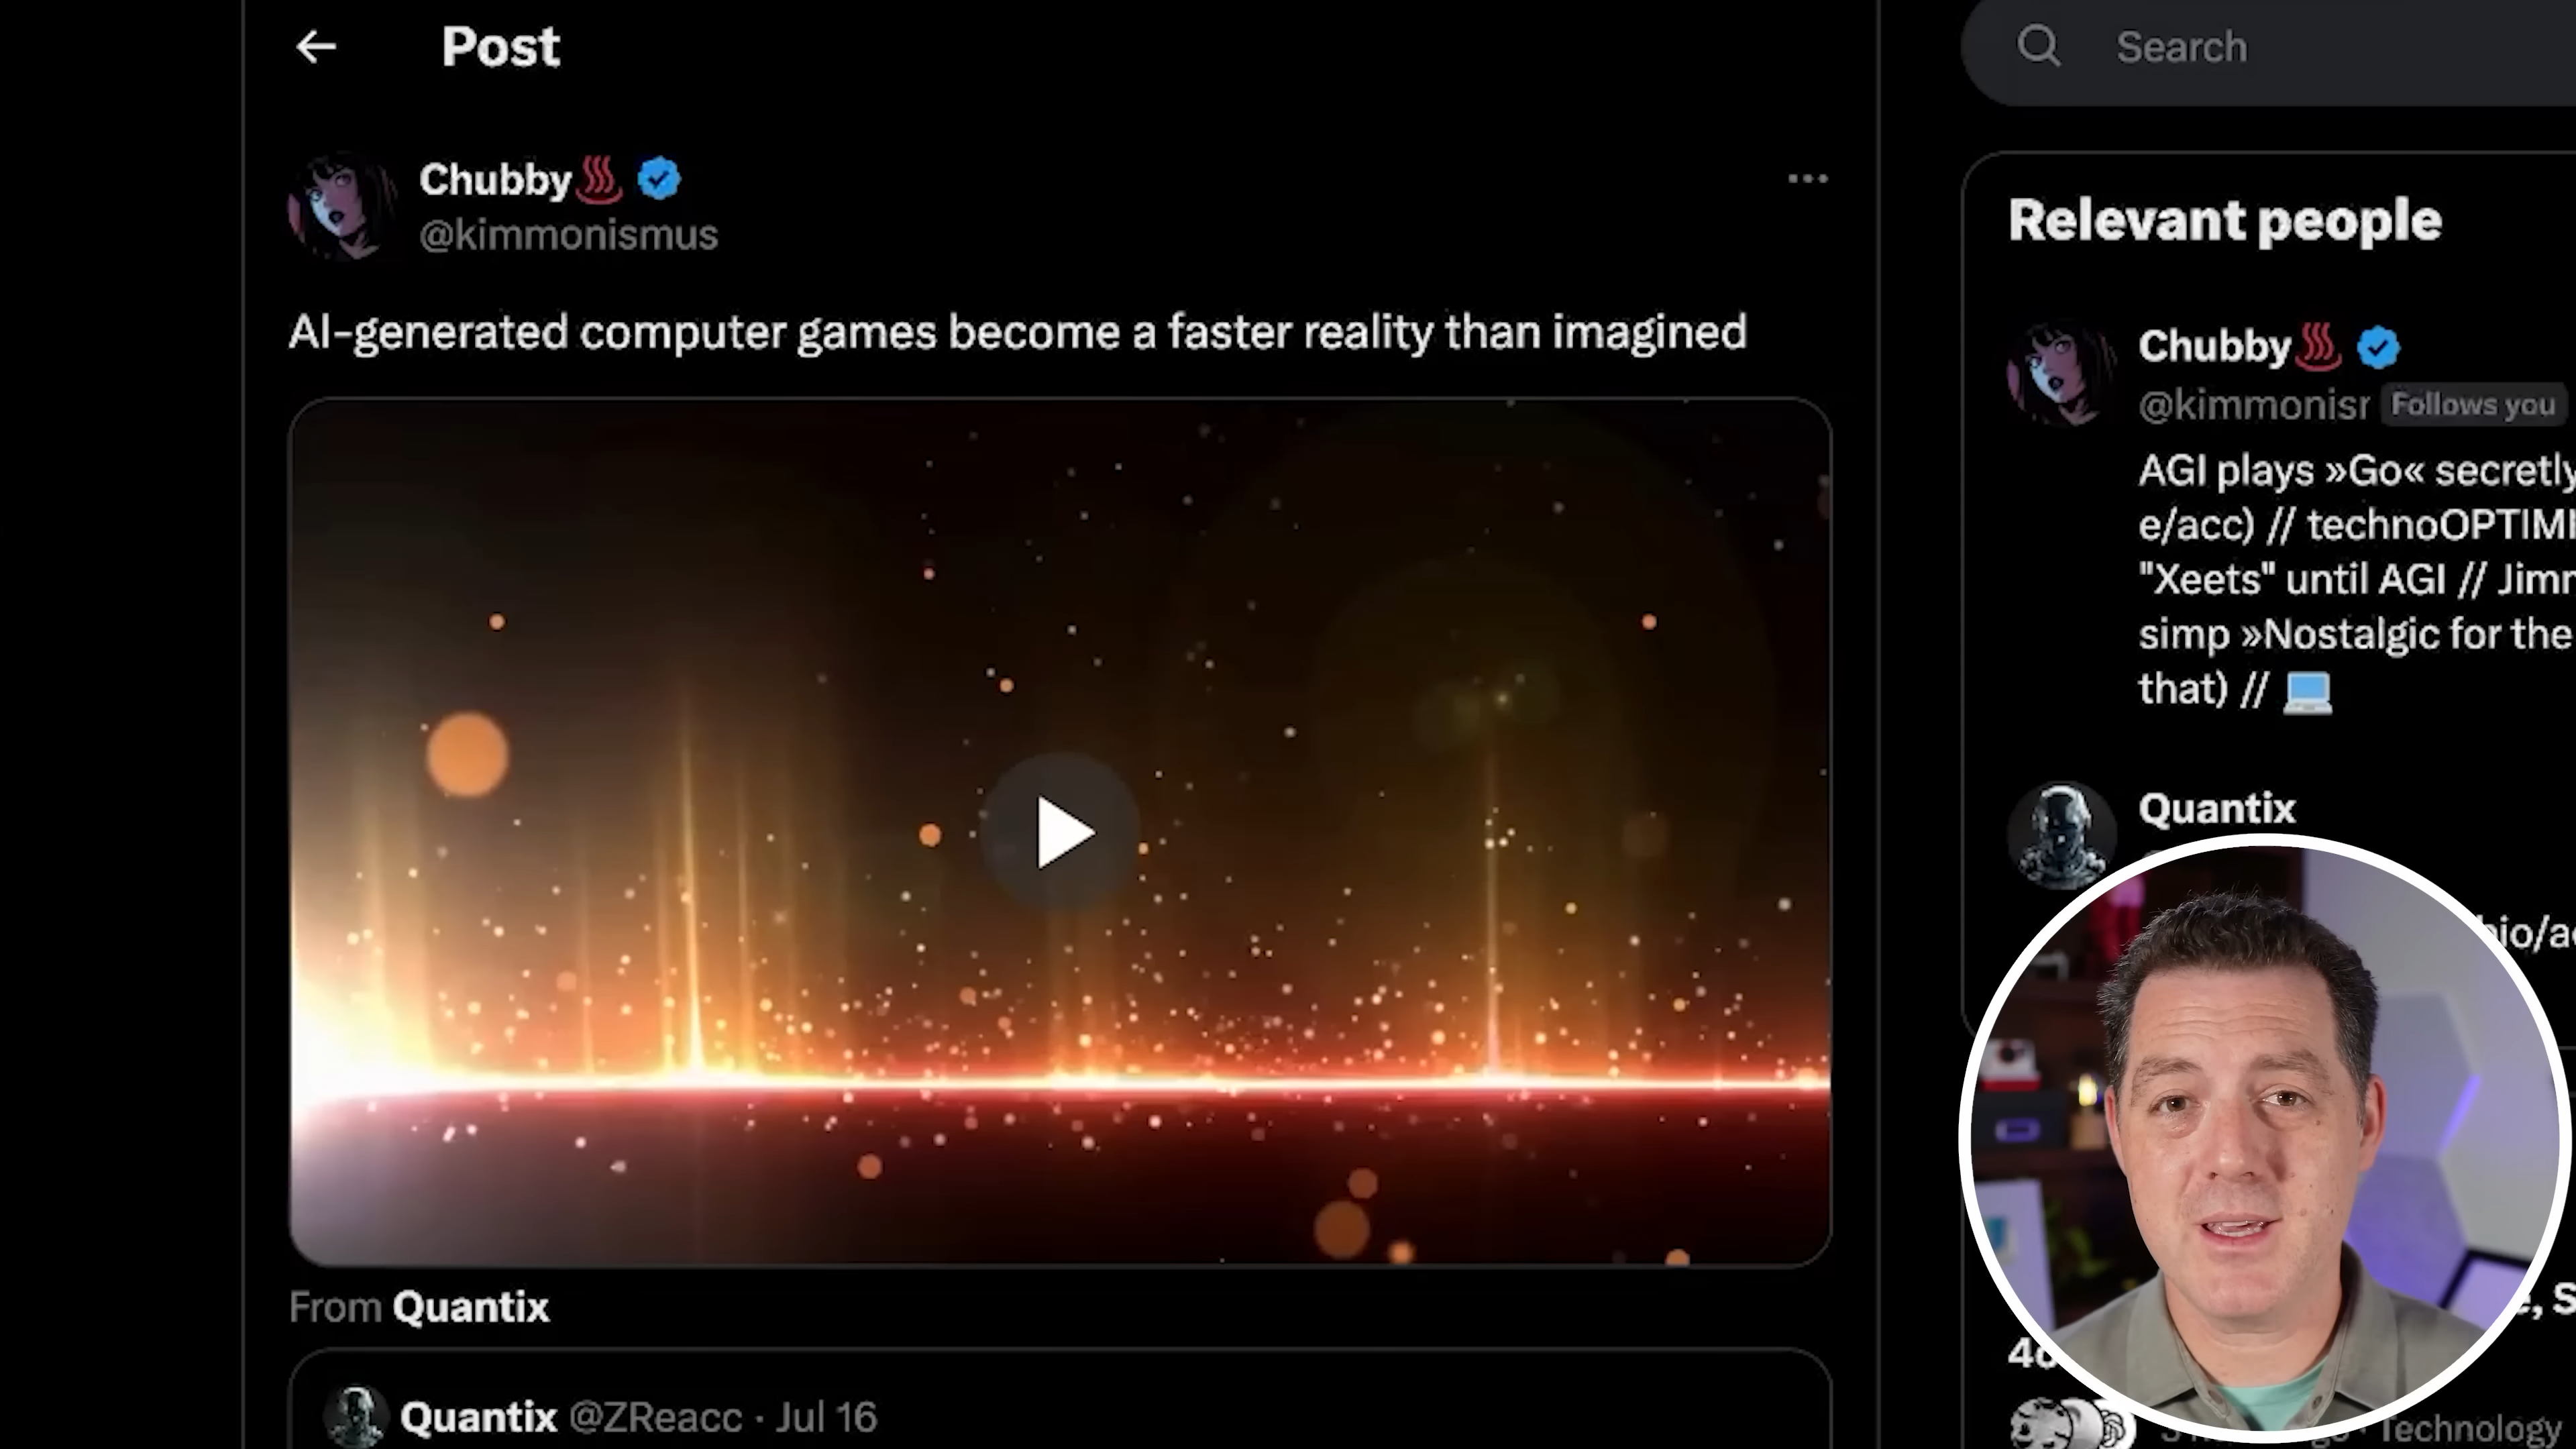 Post
Chubby♨️
@kimmonismus
AI-generated computer games become a faster reality than imagined
From Quantix
Quantix @ZReacc · Jul 16
Search
Relevant people
Chubby♨️
@kimmonisr Follows you
AGI plays »Go« secretly
e/acc) // technoOPTIM
"Xeets" until AGI // Jim
simp »Nostalgic for the
that) // 💻
Quantix
Technology